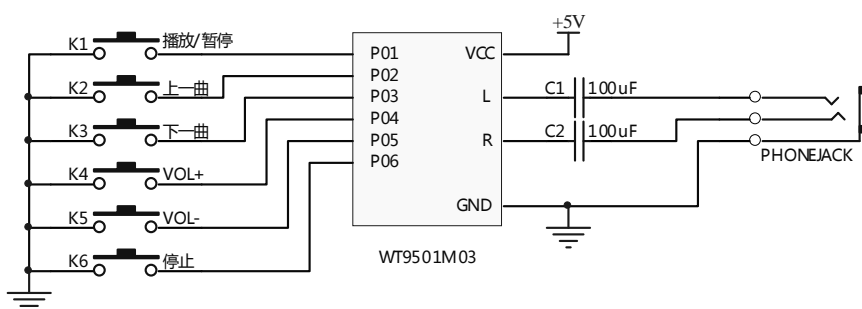 +5V
K1 播放/暂停 P01 VCC
K2 上一曲 P02
P03 L C1 100uF
K3 下一曲 P04
P05 R C2 100uF
K4 VOL+ P06
PHONEJACK
K5 VOL- GND
K6 停止 WT9501M03